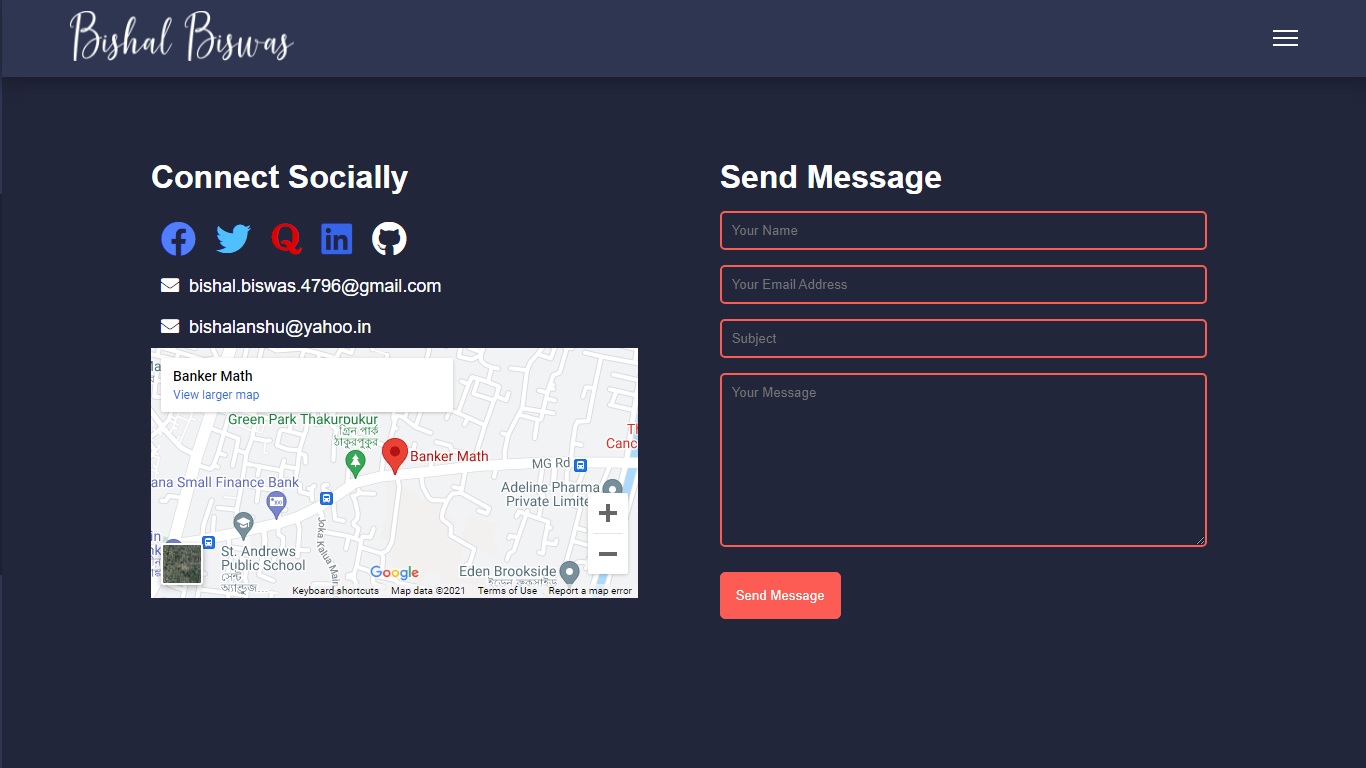 Bishal Biswas
Connect Socially
bishal.biswas.4796@gmail.com
bishalanshu@yahoo.in
Banker Math
View larger map
Green Park Thakurpukur
গ্রিন পার্ক
ঠাকুরপুকুর
Banker Math
Canc
MG Rd
ana Small Finance Bank
Adeline Pharma
Private Limite
Joka Kalua Main
St. Andrews
Public School
সেন্ট
অ্যান্ড্রুজ...
Eden Brookside
ইডেন ব্রুকসাইড
Google
Keyboard shortcuts
Map data ©2021
Terms of Use
Report a map error
Send Message
Your Name
Your Email Address
Subject
Your Message
Send Message